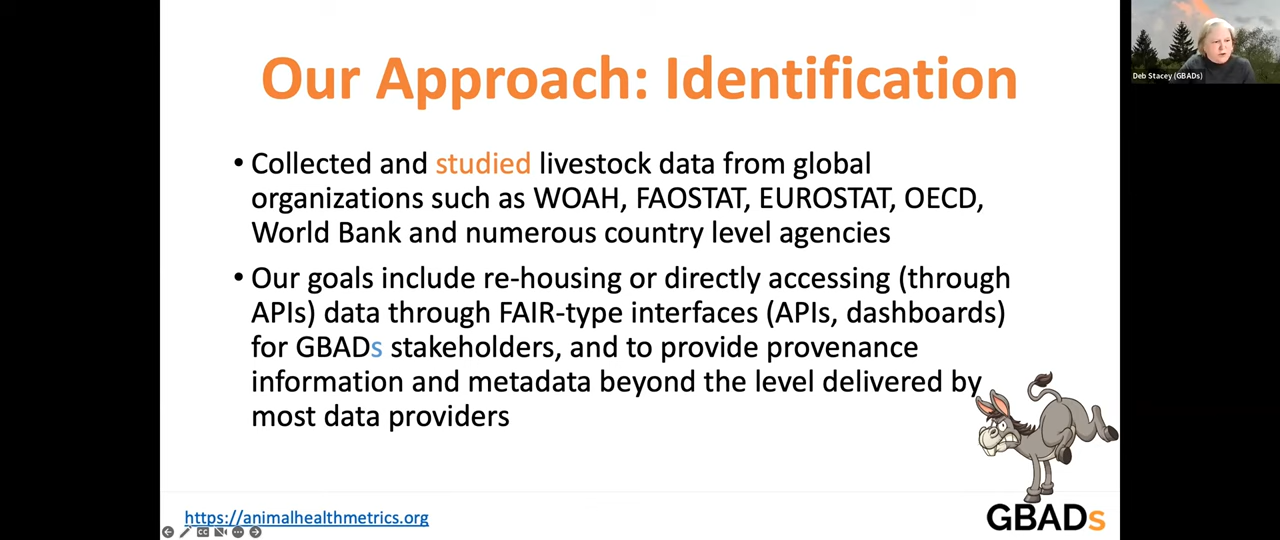 Our Approach: Identification
Deb Stacey (GBADs)
• Collected and studied livestock data from global
organizations such as WOAH, FAOSTAT, EUROSTAT, OECD,
World Bank and numerous country level agencies
• Our goals include re-housing or directly accessing (through
APIs) data through FAIR-type interfaces (APIs, dashboards)
for GBADs stakeholders, and to provide provenance
information and metadata beyond the level delivered by
most data providers
https://animalhealthmetrics.org
GBADs
CC